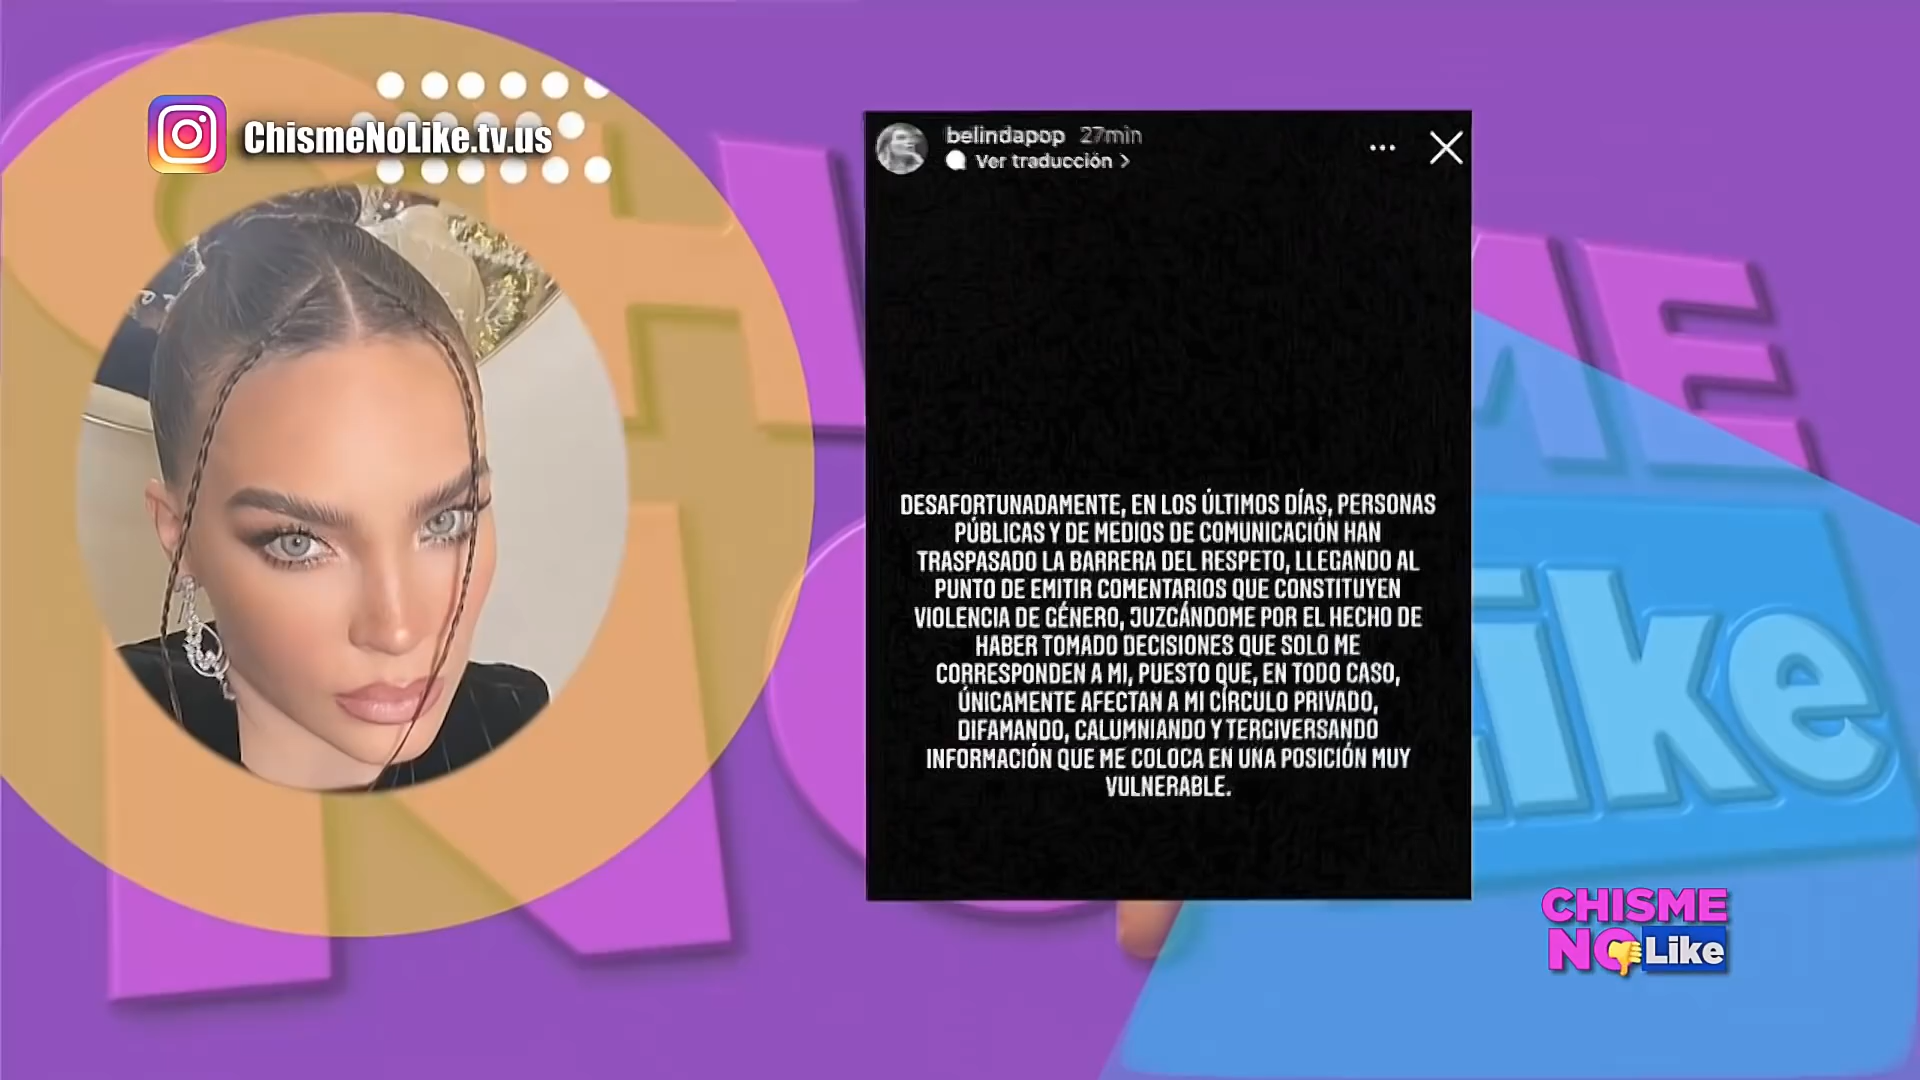 ChismeNoLike.tv.us
belindapop 27min
Ver traducción >
DESAFORTUNADAMENTE, EN LOS ÚLTIMOS DÍAS, PERSONAS
PÚBLICAS Y DE MEDIOS DE COMUNICACIÓN HAN
TRASPASADO LA BARRERA DEL RESPETO, LLEGANDO AL
PUNTO DE EMITIR COMENTARIOS QUE CONSTITUYEN
VIOLENCIA DE GÉNERO, JUZGÁNDOME POR EL HECHO DE
HABER TOMADO DECISIONES QUE SOLO ME
CORRESPONDEN A MI, PUESTO QUE, EN TODO CASO,
ÚNICAMENTE AFECTAN A MI CÍRCULO PRIVADO,
DIFAMANDO, CALUMNIANDO Y TERGIVERSANDO
INFORMACIÓN QUE ME COLOCA EN UNA POSICIÓN MUY
VULNERABLE.
CHISME
NO Like